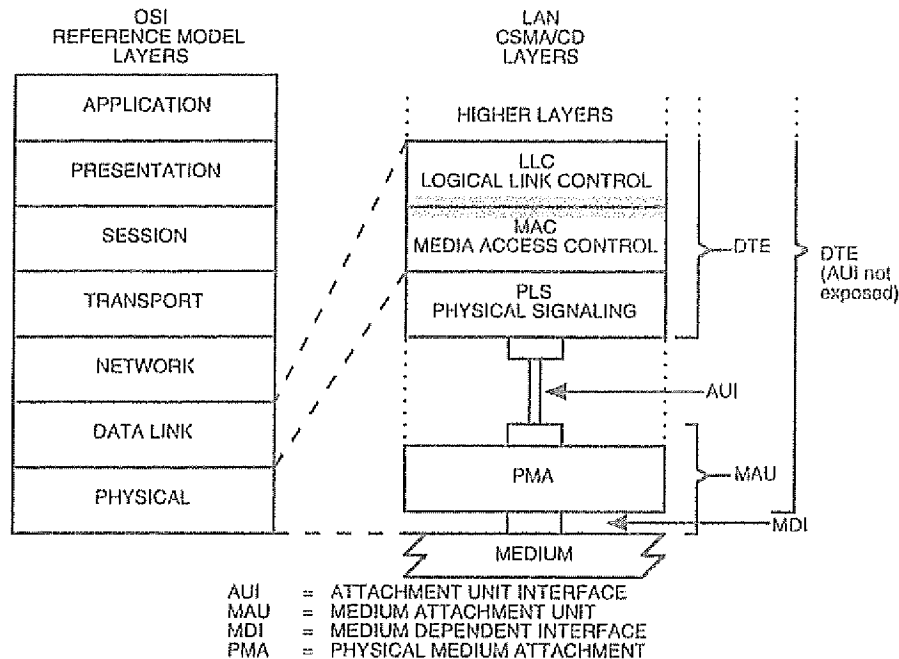 OSI
REFERENCE MODEL
LAYERS
APPLICATION
PRESENTATION
SESSION
TRANSPORT
NETWORK
DATA LINK
PHYSICAL
LAN
CSMA/CD
LAYERS
HIGHER LAYERS
LLC
LOGICAL LINK CONTROL
MAC
MEDIA ACCESS CONTROL
PLS
PHYSICAL SIGNALING
PMA
MEDIUM
DTE
DTE
(AUI not
exposed)
AUI
MAU
MDI
AUI = ATTACHMENT UNIT INTERFACE
MAU = MEDIUM ATTACHMENT UNIT
MDI = MEDIUM DEPENDENT INTERFACE
PMA = PHYSICAL MEDIUM ATTACHMENT